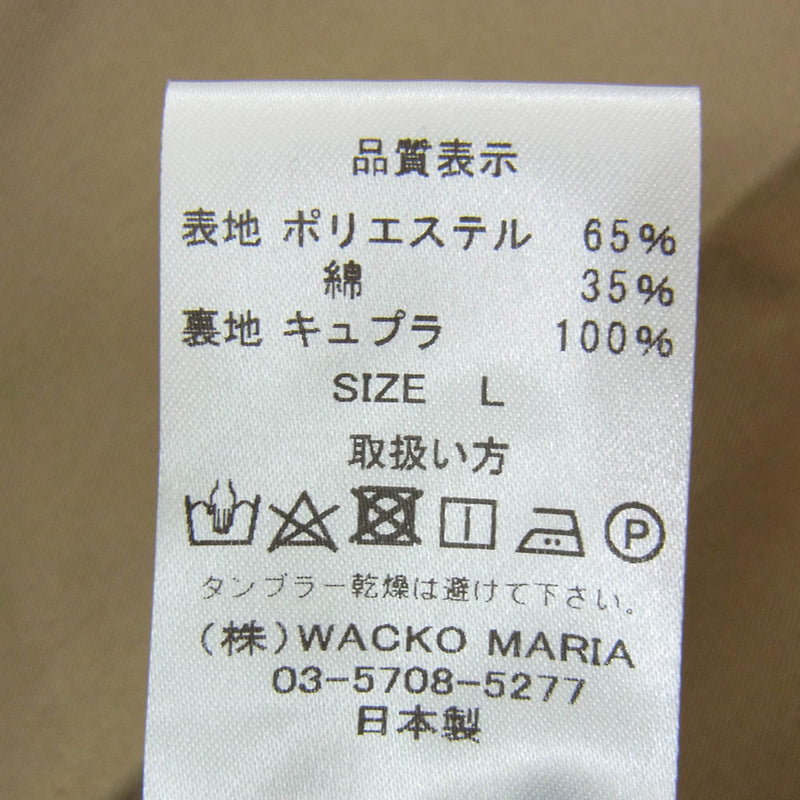 品質表示
表地 ポリエステル 65%
綿 35%
裏地 キュプラ 100%
SIZE L
取扱い方
P
タンブラー乾燥は避けて下さい。
(株)WACKO MARIA
03-5708-5277
日本製